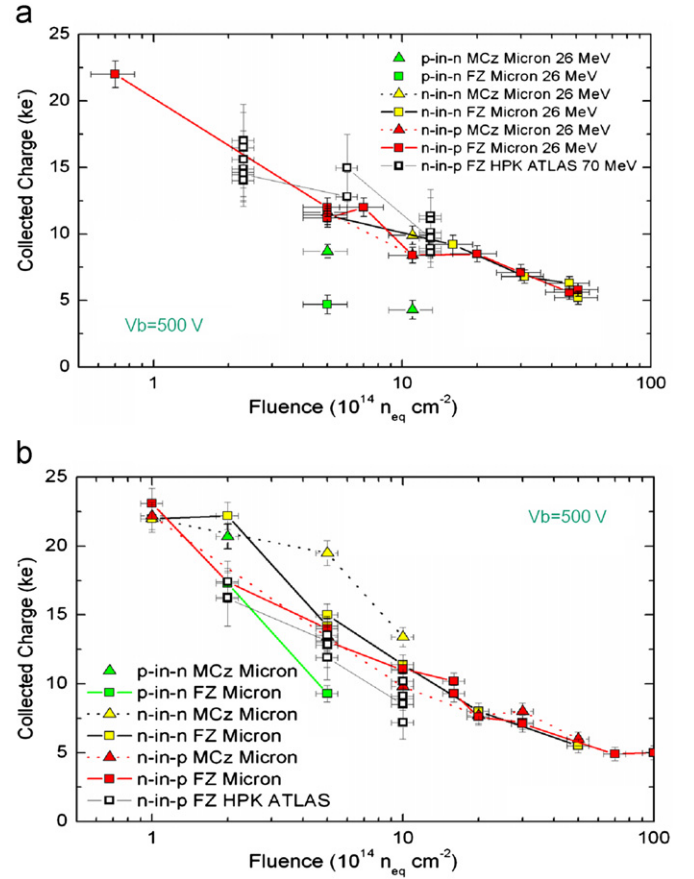 a
25
20
15
10
5
0
Collected Charge (ke⁻)
p-in-n MCz Micron 26 MeV
p-in-n FZ Micron 26 MeV
n-in-n MCz Micron 26 MeV
n-in-n FZ Micron 26 MeV
n-in-p MCz Micron 26 MeV
n-in-p FZ Micron 26 MeV
n-in-p FZ HPK ATLAS 70 MeV
Vb=500 V
1 10 100
Fluence (10¹⁴ n_eq cm⁻²)
b
25
20
15
10
5
0
Collected Charge (ke⁻)
Vb=500 V
p-in-n MCz Micron
p-in-n FZ Micron
n-in-n MCz Micron
n-in-n FZ Micron
n-in-p MCz Micron
n-in-p FZ Micron
n-in-p FZ HPK ATLAS
1 10 100
Fluence (10¹⁴ n_eq cm⁻²)